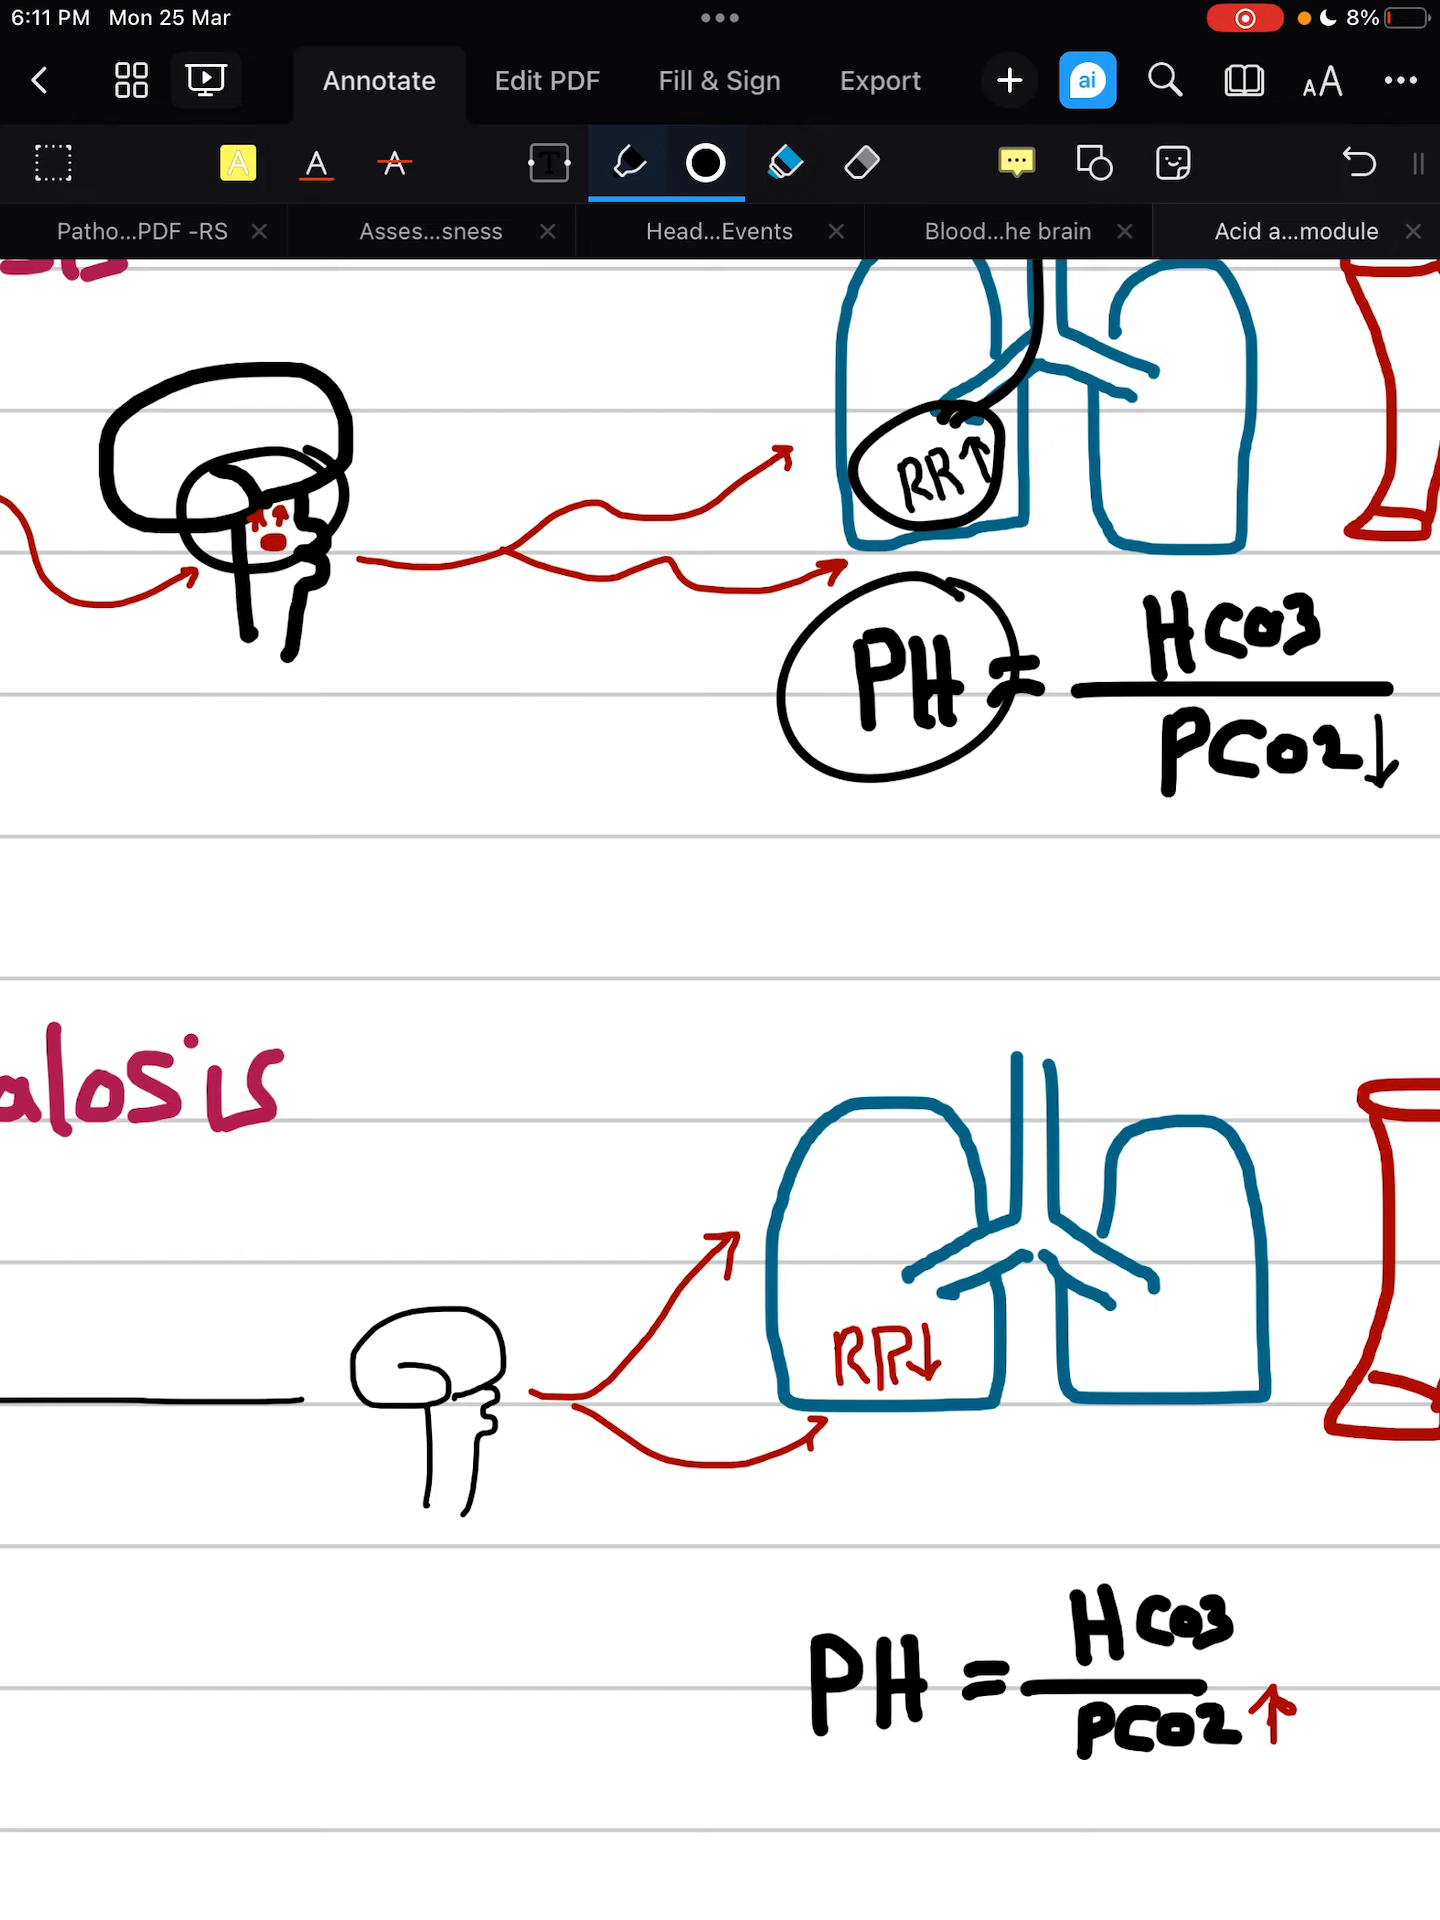 6:11 PM Mon 25 Mar
8%
Annotate Edit PDF Fill & Sign Export ai AA
A A A T
Patho...PDF -RS Asses...sness Head...Events Blood...he brain Acid a...module
RR↑
PH = HCO3
PCO2↓
alosis
RR↓
PH = HCO3
PCO2↑